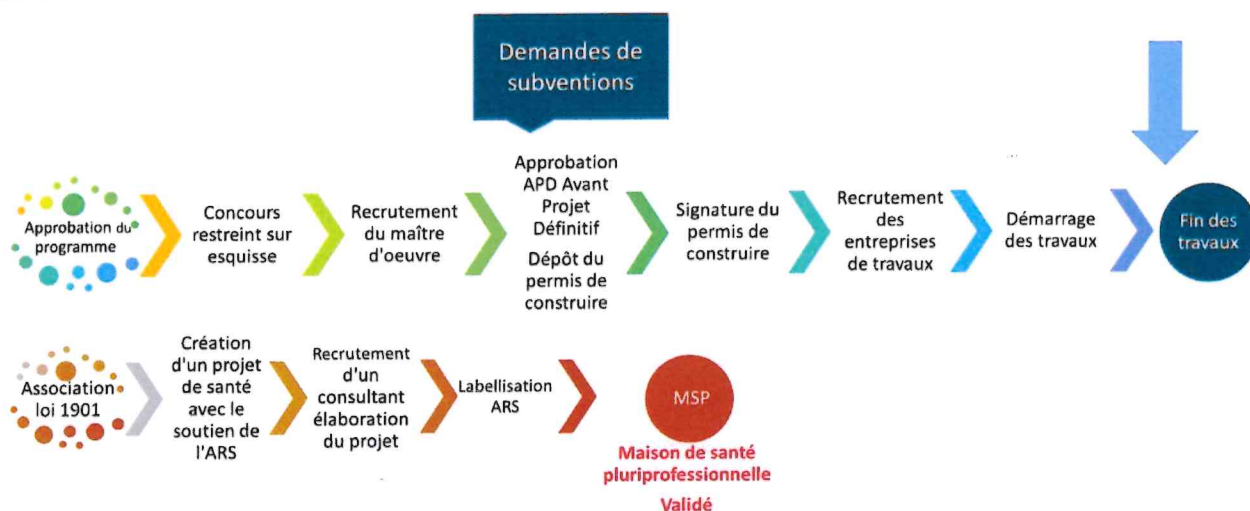 Demandes de
subventions
Approbation du
programme
Concours
restreint sur
esquisse
Recrutement
du maître
d'oeuvre
Approbation
APD Avant
Projet
Définitif
Dépôt du
permis de
construire
Signature du
permis de
construire
Recrutement
des
entreprises
de travaux
Démarrage
des travaux
Fin des
travaux
Association
loi 1901
Création
d'un projet
de santé
avec le
soutien de
l'ARS
Recrutement
d'un
consultant
élaboration
du projet
Labellisation
ARS
MSP
Maison de santé
pluriprofessionnelle
Validé